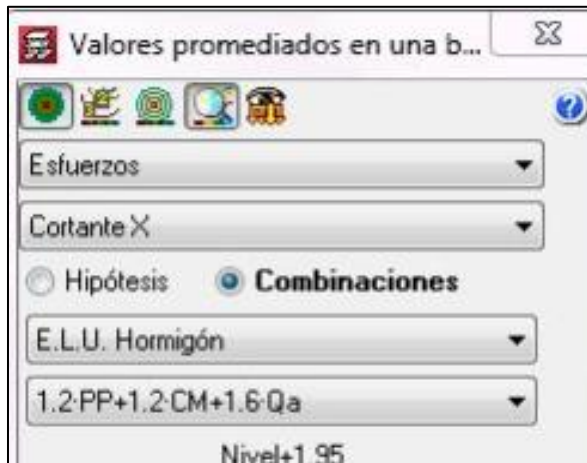 Valores promediados en una b...
Esfuerzos
Cortante X
Hipótesis Combinaciones
E.L.U. Hormigón
1.2·PP+1.2·CM+1.6·Qa
Nivel+1.95